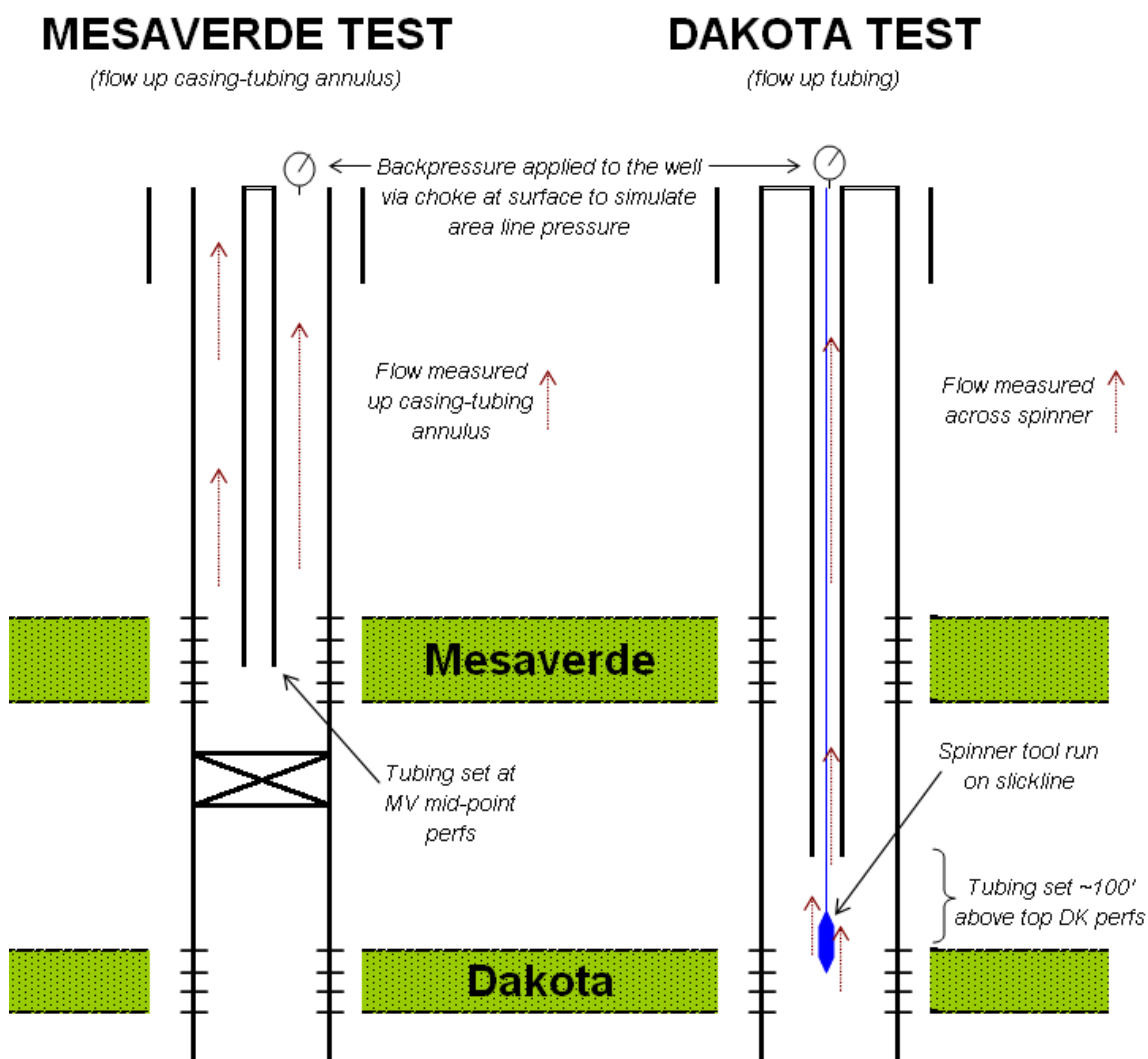 MESAVERDE TEST
(flow up casing-tubing annulus)
DAKOTA TEST
(flow up tubing)
Backpressure applied to the well
via choke at surface to simulate
area line pressure
Flow measured
up casing-tubing
annulus
Flow measured
across spinner
Mesaverde
Tubing set at
MV mid-point
perfs
Spinner tool run
on slickline
Tubing set ~100'
above top DK perfs
Dakota